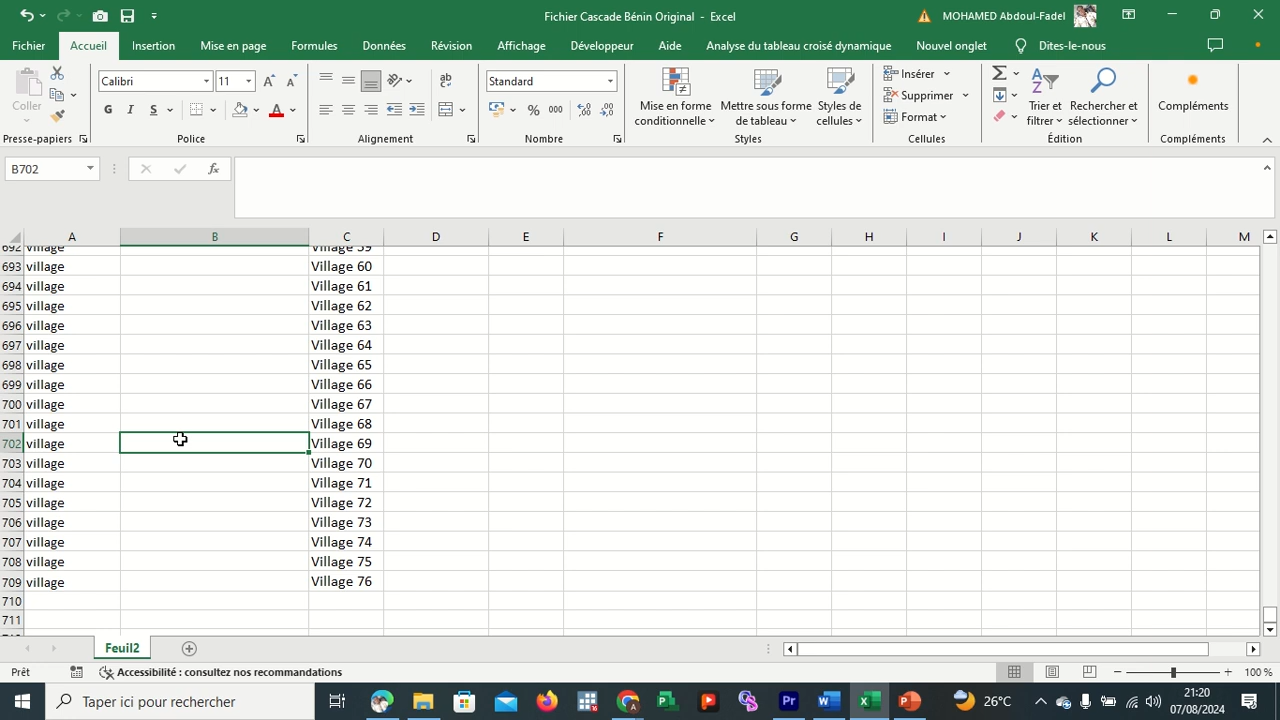 Fichier Cascade Bénin Original - Excel
MOHAMED Abdoul-Fadel
Fichier Accueil Insertion Mise en page Formules Données Révision Affichage Développeur Aide Analyse du tableau croisé dynamique Nouvel onglet Dites-le-nous
Coller
Calibri 11
G I S
ab
Standard
% 000
Mise en forme conditionnelle
Mettre sous forme de tableau
Styles de cellules
Insérer
Supprimer
Format
Trier et filtrer
Rechercher et sélectionner
Compléments
Presse-papiers Police Alignement Nombre Styles Cellules Édition Compléments
B702 fx
A B C D E F G H I J K L M
692 village Village 59
693 village Village 60
694 village Village 61
695 village Village 62
696 village Village 63
697 village Village 64
698 village Village 65
699 village Village 66
700 village Village 67
701 village Village 68
702 village Village 69
703 village Village 70
704 village Village 71
705 village Village 72
706 village Village 73
707 village Village 74
708 village Village 75
709 village Village 76
710
711
Feuil2
Prêt Accessibilité : consultez nos recommandations 100 %
Taper ici pour rechercher
26°C
21:20
07/08/2024